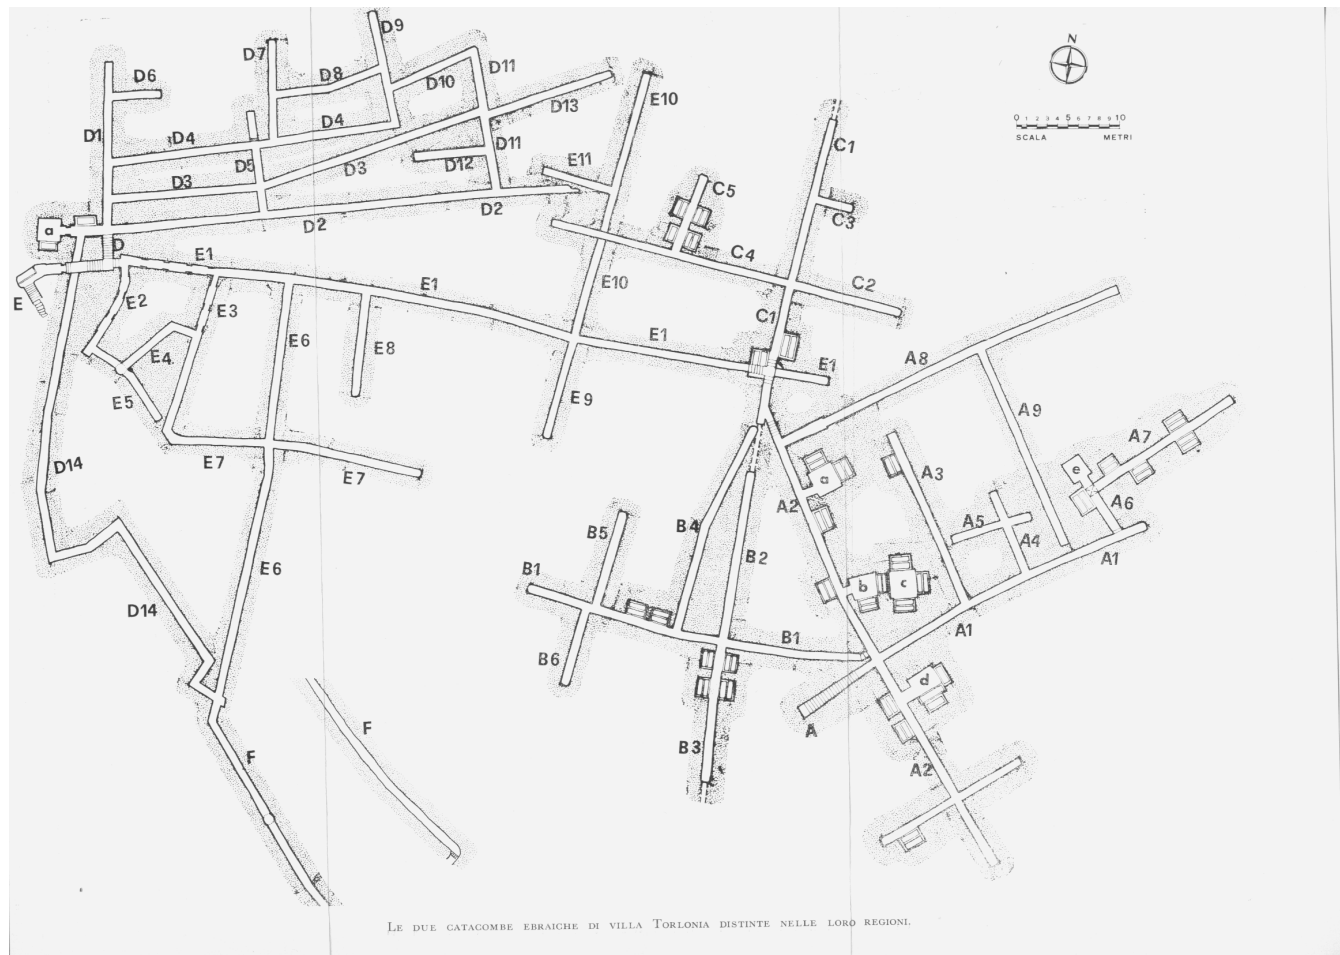 D9
D7
N
D6
D8
D11
D10
E10
D13
0 1 2 3 4 5 6 7 8 9 10
SCALA METRI
D1
D4
D4
D11
C1
D5
D3
D12
E11
D3
C5
D2
D2
C3
a
D
E1
C4
E10
C2
E
E2
E3
E1
C1
E6
E8
E1
E4
E1
A8
E5
E9
A9
A7
D14
E7
E7
a
A3
e
A2
A6
B5
B4
A5
A4
B1
B2
A1
E6
b
c
D14
B1
A1
B6
d
F
A
B3
F
A2
Le due catacombe ebraiche di villa Torlonia distinte nelle loro regioni.